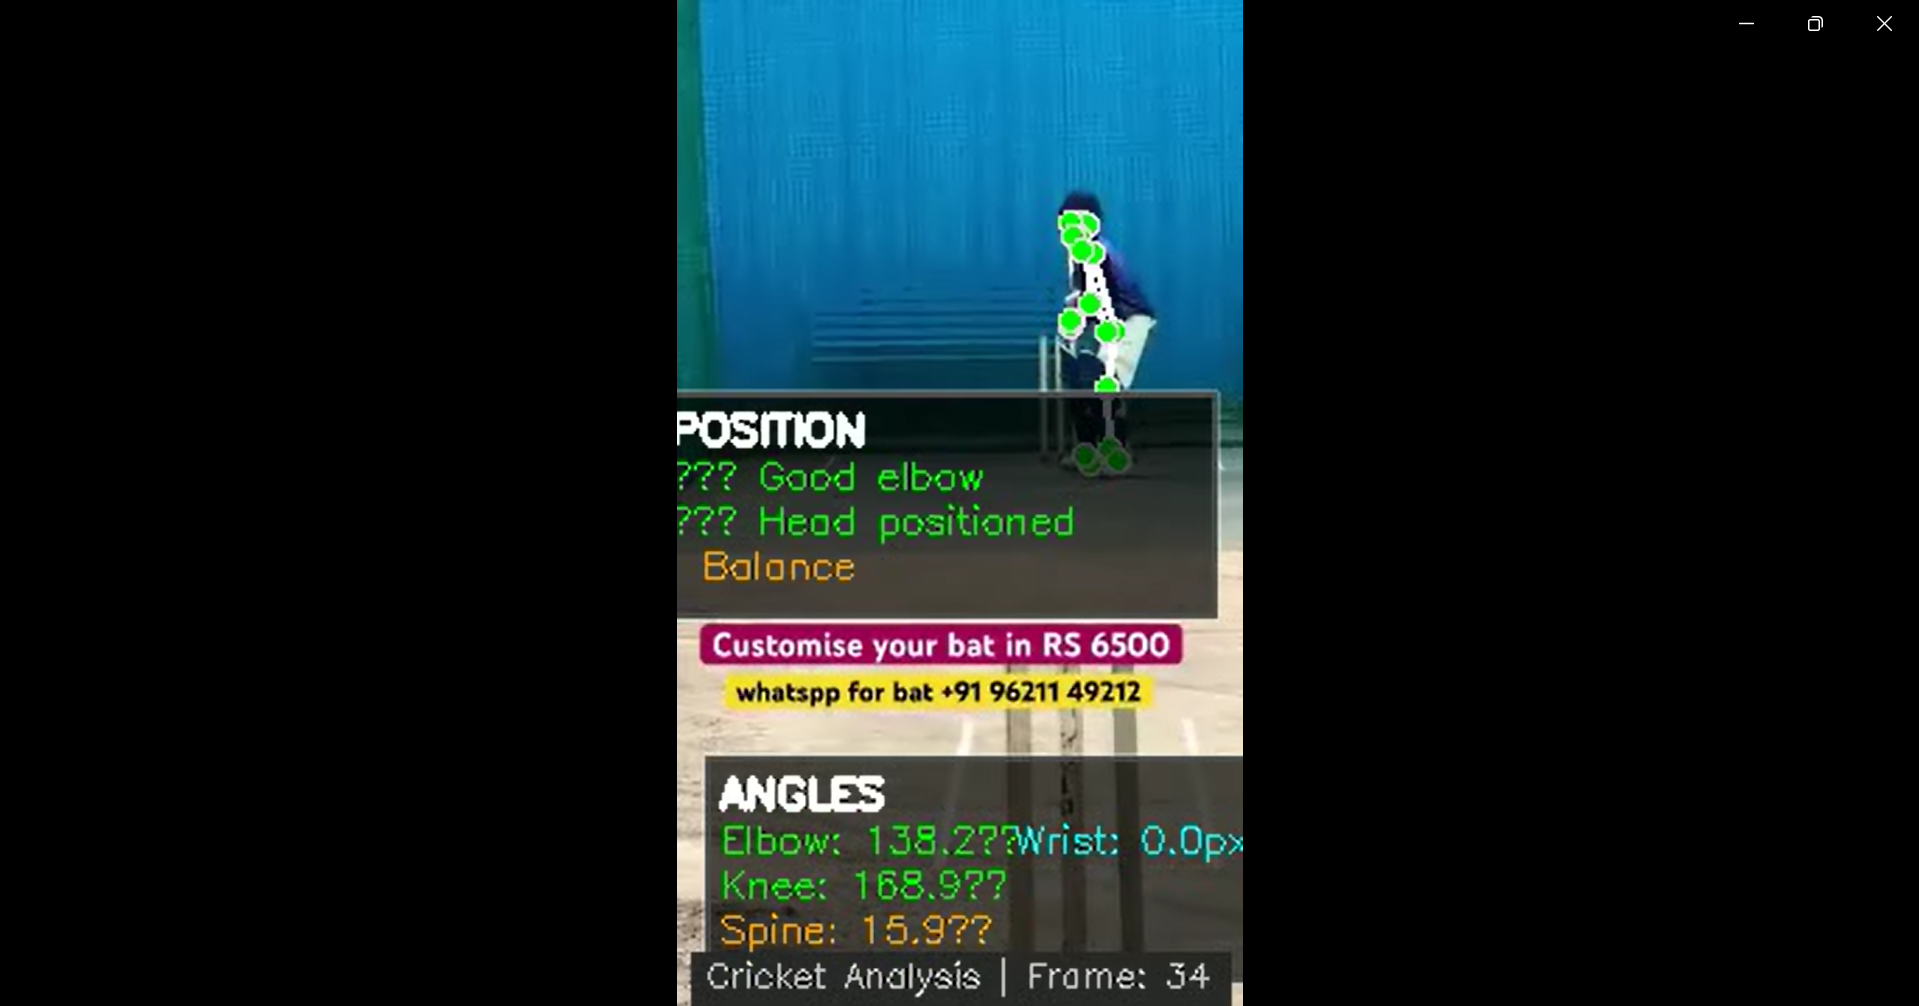 POSITION
??? Good elbow
??? Head positioned
Balance
Customise your bat in RS 6500
whatspp for bat +91 96211 49212
ANGLES
Elbow: 138.2?? Wrist: 0.0px
Knee: 168.9??
Spine: 15.9??
Cricket Analysis | Frame: 34